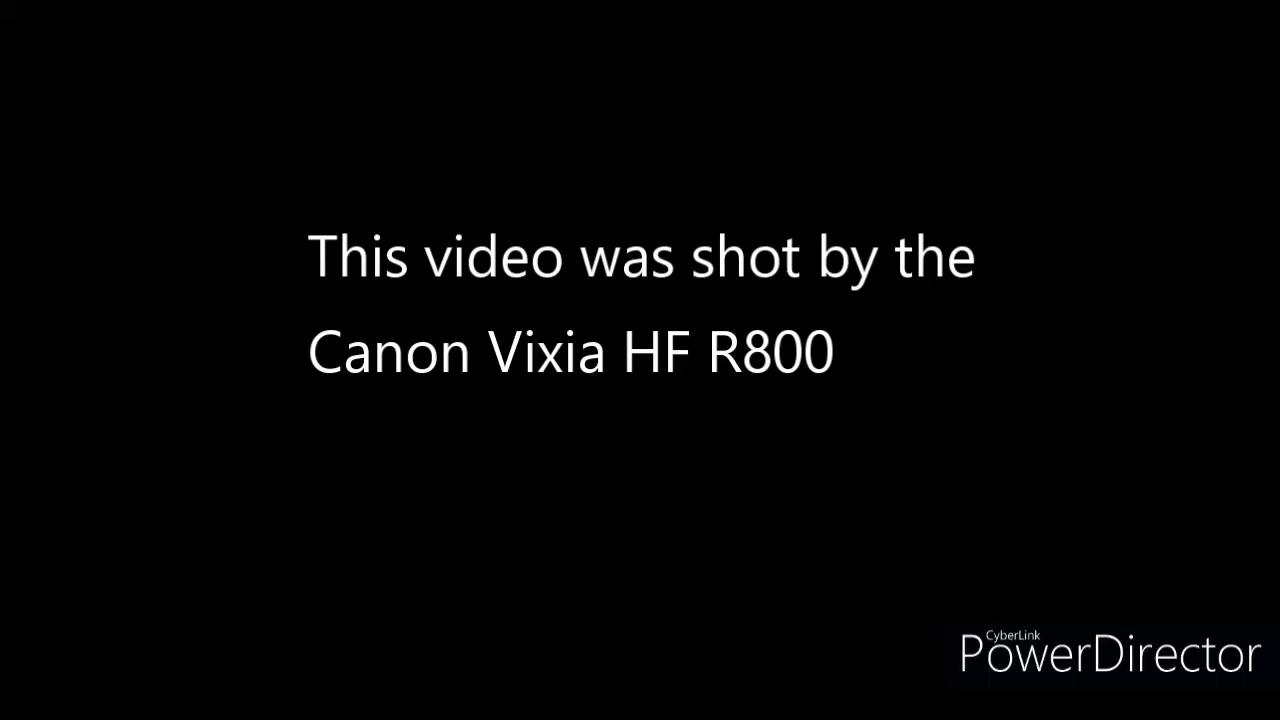 This video was shot by the
Canon Vixia HF R800
CyberLink
PowerDirector